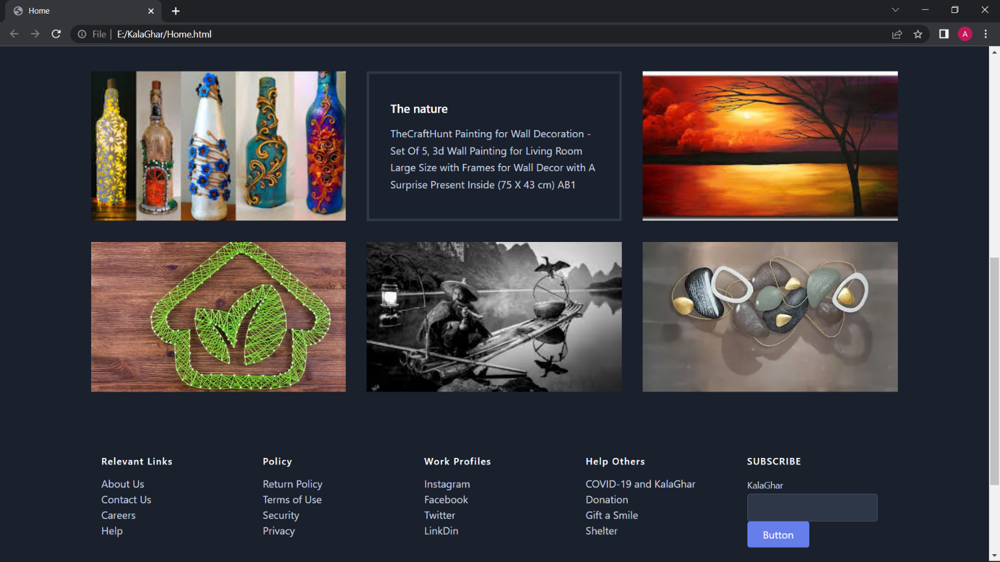 Home
File | E:/KalaGhar/Home.html
A
The nature
TheCraftHunt Painting for Wall Decoration -
Set Of 5, 3d Wall Painting for Living Room
Large Size with Frames for Wall Decor with A
Surprise Present Inside (75 X 43 cm) AB1
Relevant Links
About Us
Contact Us
Careers
Help
Policy
Return Policy
Terms of Use
Security
Privacy
Work Profiles
Instagram
Facebook
Twitter
LinkDin
Help Others
COVID-19 and KalaGhar
Donation
Gift a Smile
Shelter
SUBSCRIBE
KalaGhar
Button